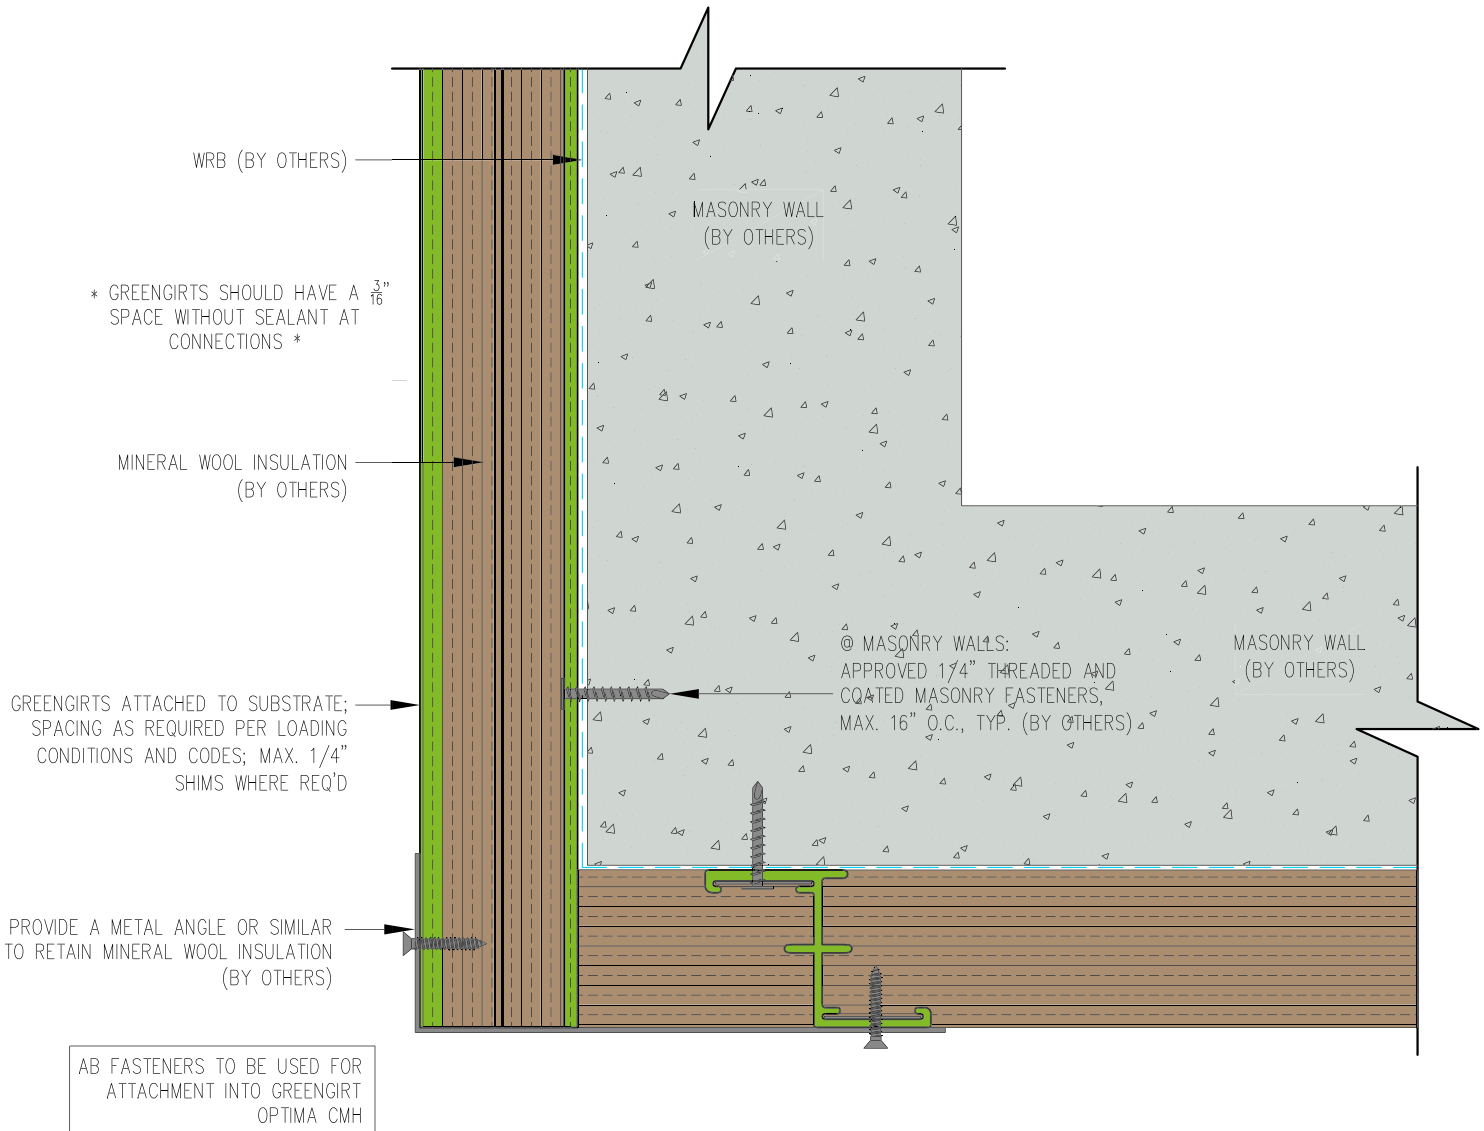 WRB (BY OTHERS)
MASONRY WALL
(BY OTHERS)
* GREENGIRTS SHOULD HAVE A 3/16"
SPACE WITHOUT SEALANT AT
CONNECTIONS *
MINERAL WOOL INSULATION
(BY OTHERS)
@ MASONRY WALLS:
APPROVED 1/4" THREADED AND
COATED MASONRY FASTENERS,
MAX. 16" O.C., TYP. (BY OTHERS)
MASONRY WALL
(BY OTHERS)
GREENGIRTS ATTACHED TO SUBSTRATE;
SPACING AS REQUIRED PER LOADING
CONDITIONS AND CODES; MAX. 1/4"
SHIMS WHERE REQ'D
PROVIDE A METAL ANGLE OR SIMILAR
TO RETAIN MINERAL WOOL INSULATION
(BY OTHERS)
AB FASTENERS TO BE USED FOR
ATTACHMENT INTO GREENGIRT
OPTIMA CMH